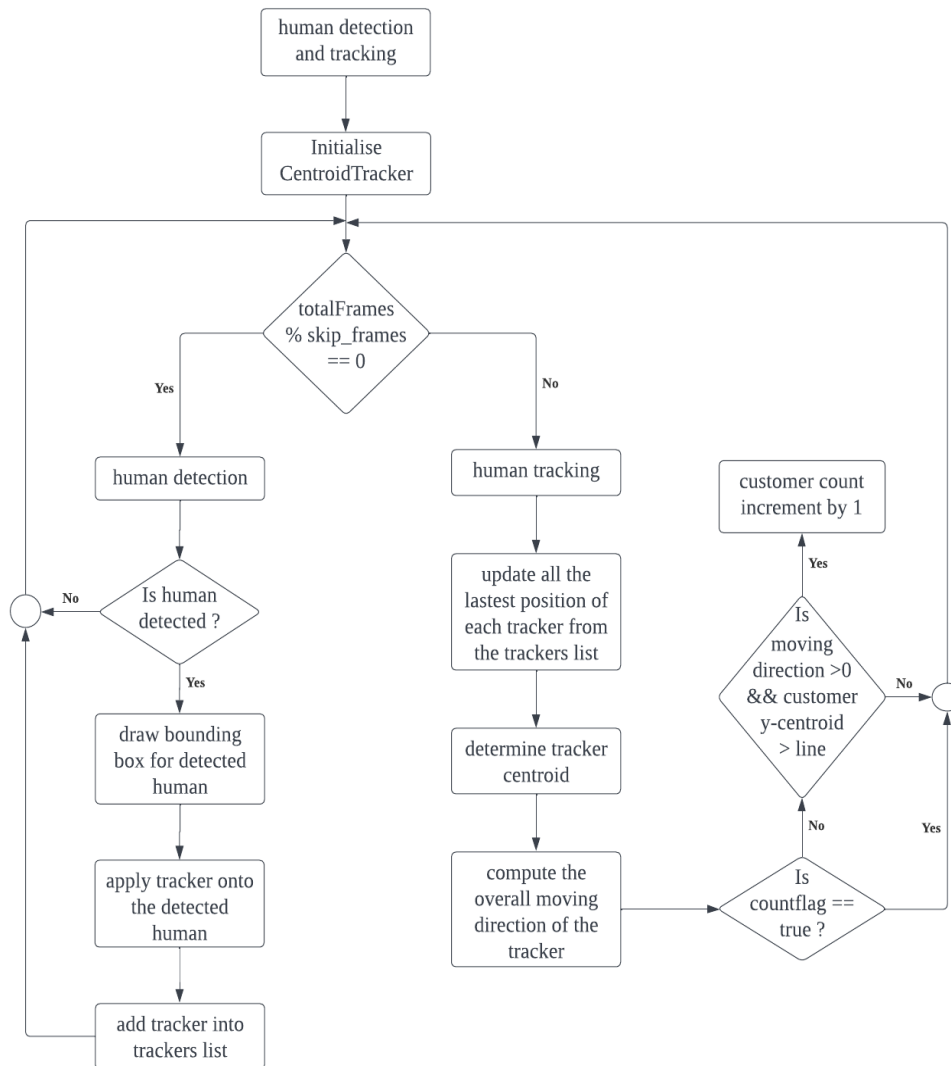 human detection
and tracking
Initialise
CentroidTracker
totalFrames
% skip_frames
== 0
Yes
No
human detection
human tracking
customer count
increment by 1
Is human
detected ?
No
Yes
update all the
lastest position of
each tracker from
the trackers list
Yes
Is
moving
direction >0
&& customer
y-centroid
> line
No
draw bounding
box for detected
human
determine tracker
centroid
No
Yes
apply tracker onto
the detected
human
compute the
overall moving
direction of the
tracker
Is
countflag ==
true ?
add tracker into
trackers list